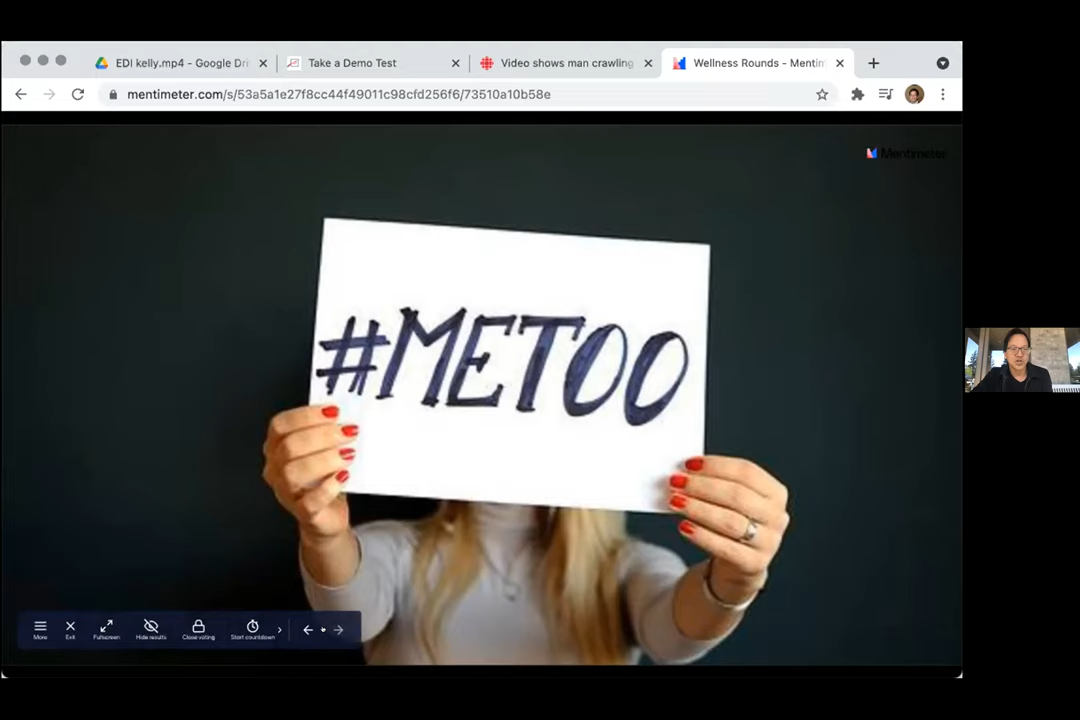 EDI kelly.mp4 - Google Dri
Take a Demo Test
Video shows man crawling
Wellness Rounds - Mentim
mentimeter.com/s/53a5a1e27f8cc44f49011c98cfd256f6/73510a10b58e
Mentimeter
#METOO
More
Exit
Fullscreen
Hide results
Close voting
Start countdown